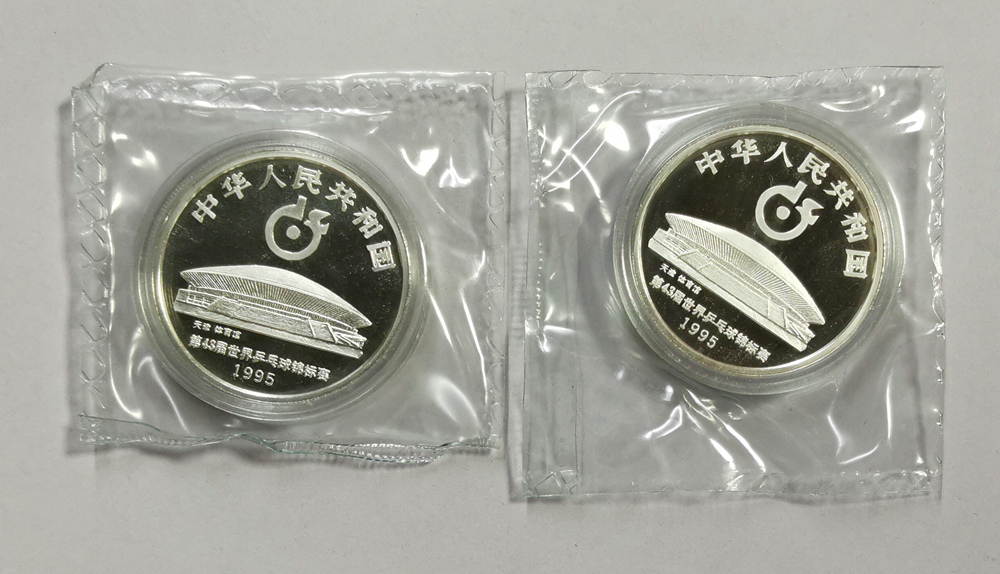 中华人民共和国
天津 体育馆
第43届世界乒乓球锦标赛
1995
中华人民共和国
天津 体育馆
第43届世界乒乓球锦标赛
1995